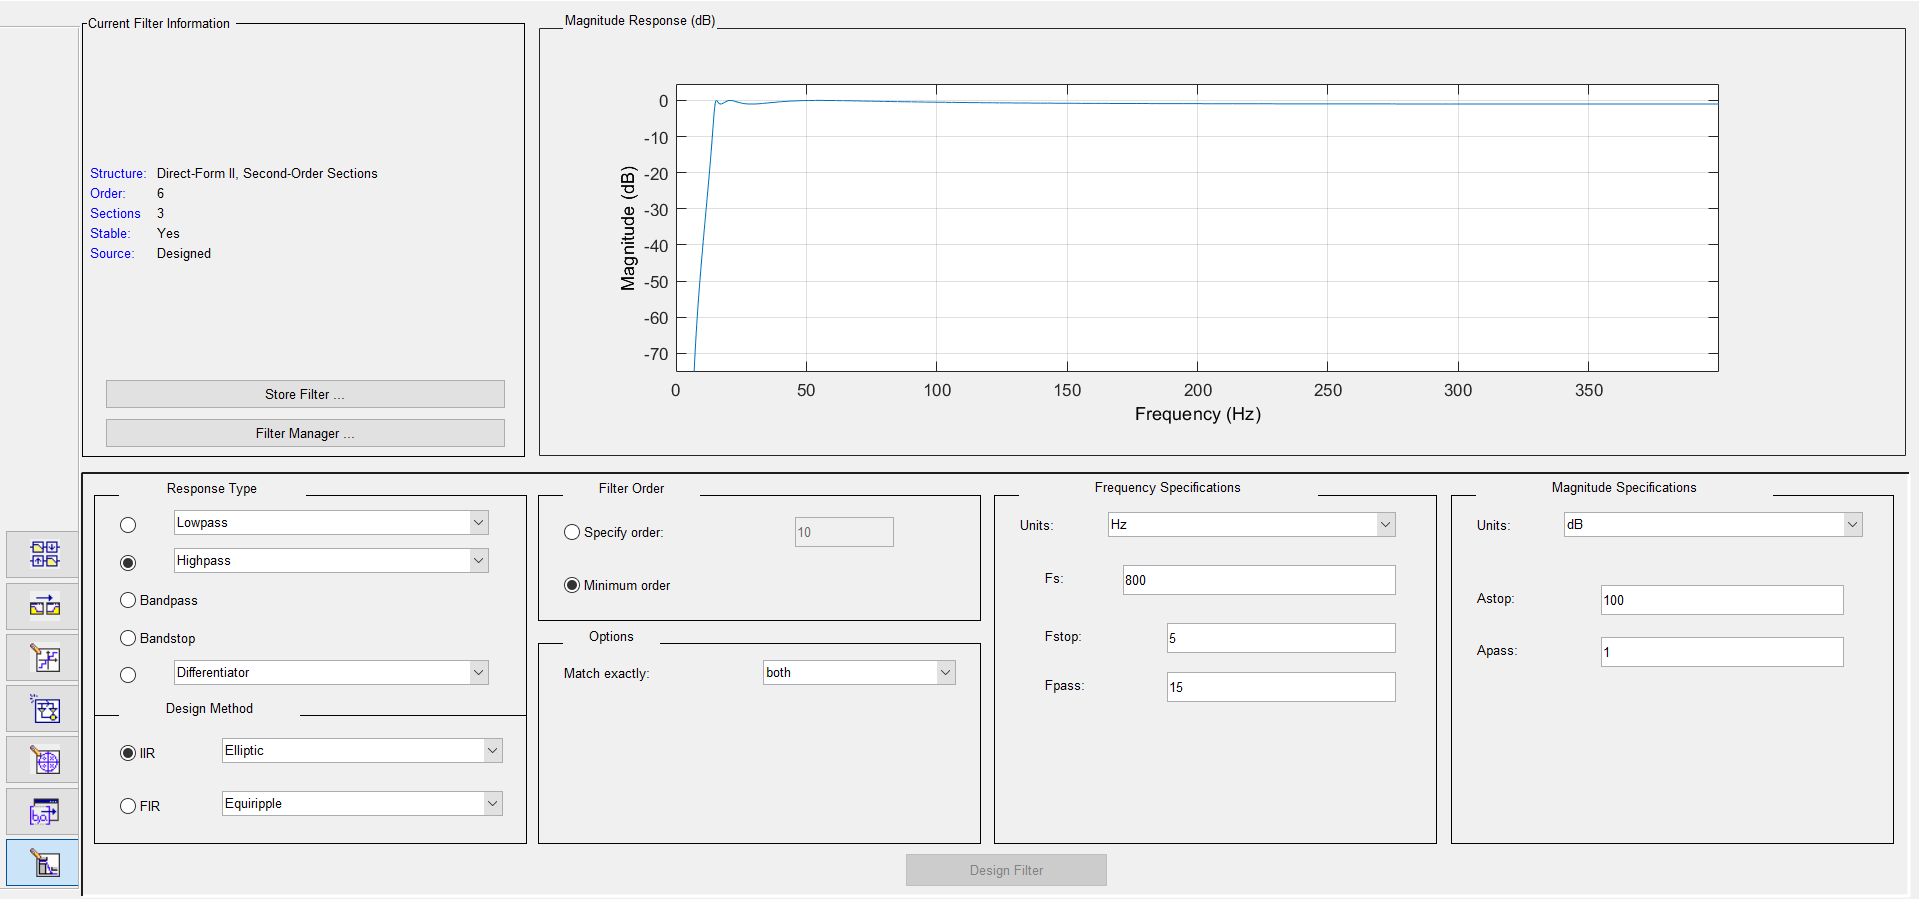 Current Filter Information
Structure: Direct-Form II, Second-Order Sections
Order: 6
Sections 3
Stable: Yes
Source: Designed
Store Filter ...
Filter Manager ...
Magnitude Response (dB)
0
-10
-20
-30
-40
-50
-60
-70
Magnitude (dB)
0 50 100 150 200 250 300 350
Frequency (Hz)
Response Type
Lowpass
Highpass
Bandpass
Bandstop
Differentiator
Design Method
IIR Elliptic
FIR Equiripple
Filter Order
Specify order: 10
Minimum order
Options
Match exactly: both
Frequency Specifications
Units: Hz
Fs: 800
Fstop: 5
Fpass: 15
Magnitude Specifications
Units: dB
Astop: 100
Apass: 1
Design Filter